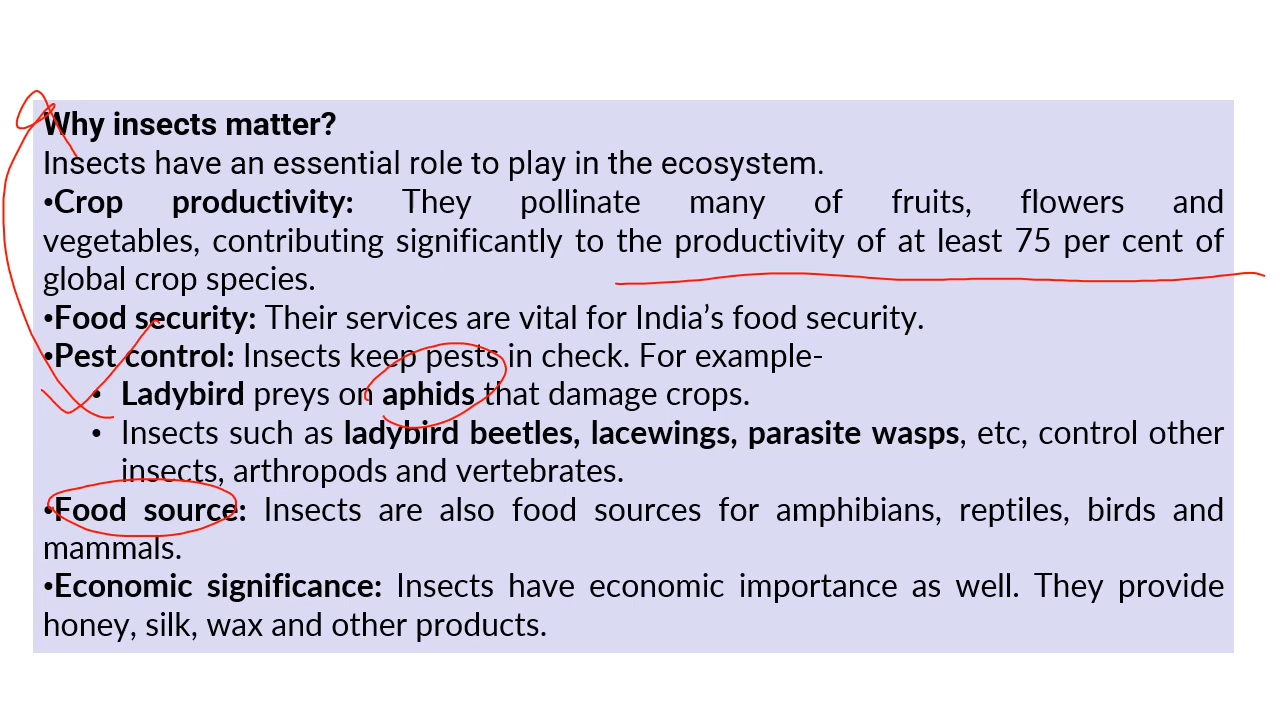 Why insects matter?
Insects have an essential role to play in the ecosystem.
•Crop productivity: They pollinate many of fruits, flowers and
vegetables, contributing significantly to the productivity of at least 75 per cent of
global crop species.
•Food security: Their services are vital for India’s food security.
•Pest control: Insects keep pests in check. For example-
• Ladybird preys on aphids that damage crops.
• Insects such as ladybird beetles, lacewings, parasite wasps, etc, control other
insects, arthropods and vertebrates.
•Food source: Insects are also food sources for amphibians, reptiles, birds and
mammals.
•Economic significance: Insects have economic importance as well. They provide
honey, silk, wax and other products.